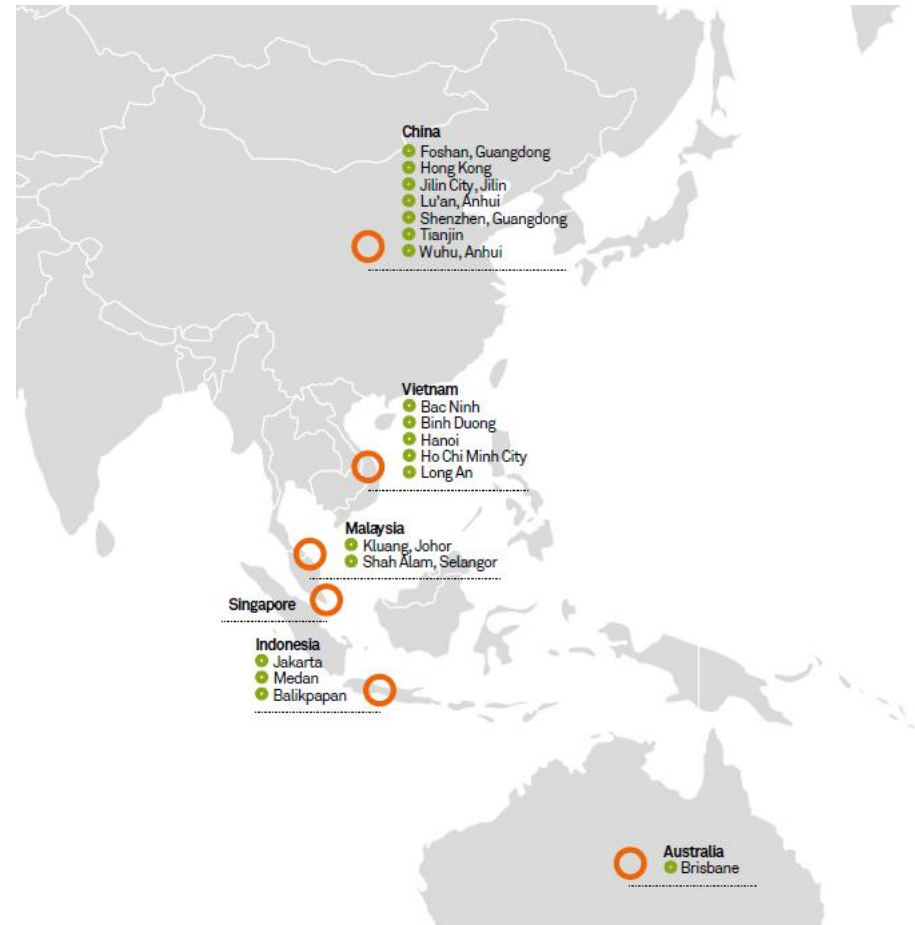 China
Foshan, Guangdong
Hong Kong
Jilin City, Jilin
Lu'an, Anhui
Shenzhen, Guangdong
Tianjin
Wuhu, Anhui
Vietnam
Bac Ninh
Binh Duong
Hanoi
Ho Chi Minh City
Long An
Malaysia
Kluang, Johor
Shah Alam, Selangor
Singapore
Indonesia
Jakarta
Medan
Balikpapan
Australia
Brisbane